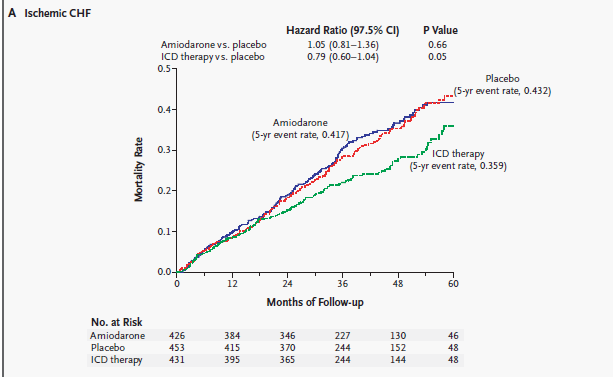 A Ischemic CHF
Hazard Ratio (97.5% CI) P Value
Amiodarone vs. placebo 1.05 (0.81–1.36) 0.66
ICD therapy vs. placebo 0.79 (0.60–1.04) 0.05
0.5
0.4
0.3
0.2
0.1
0.0
Mortality Rate
Placebo
(5-yr event rate, 0.432)
Amiodarone
(5-yr event rate, 0.417)
ICD therapy
(5-yr event rate, 0.359)
0 12 24 36 48 60
Months of Follow-up
No. at Risk
Amiodarone 426 384 346 227 130 46
Placebo 453 415 370 244 152 48
ICD therapy 431 395 365 244 144 48